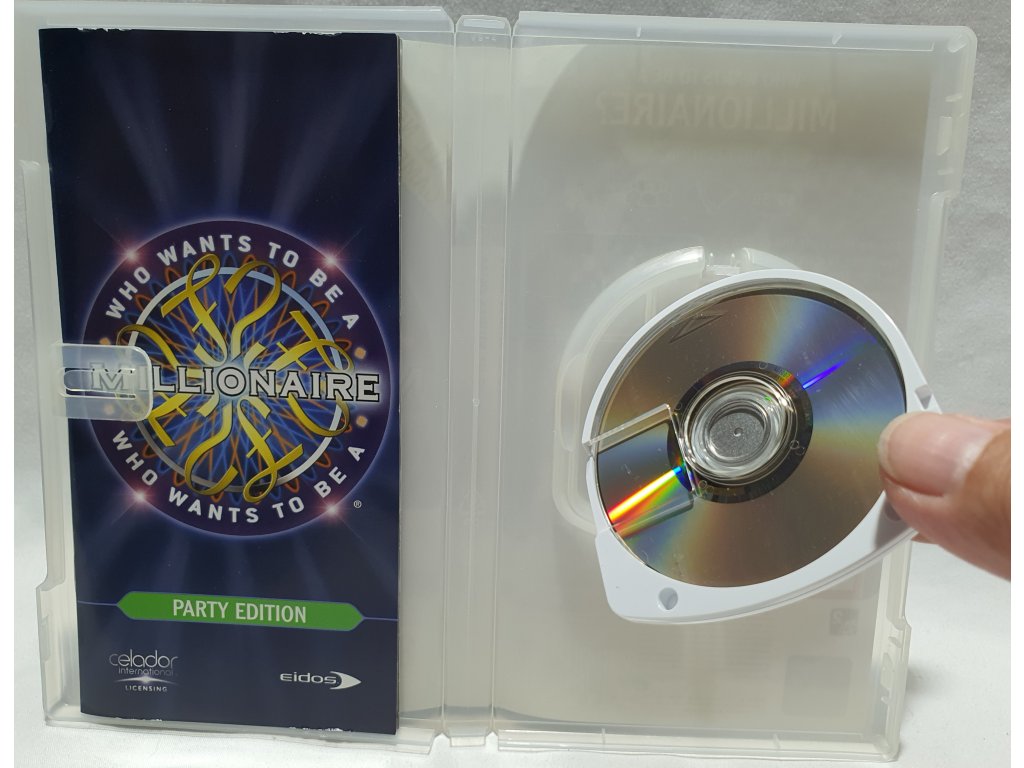 WHO WANTS TO BE A
MILLIONAIRE
WHO WANTS TO BE A
®
PARTY EDITION
celador
international
LICENSING
eidos
MILLIONAIRE?